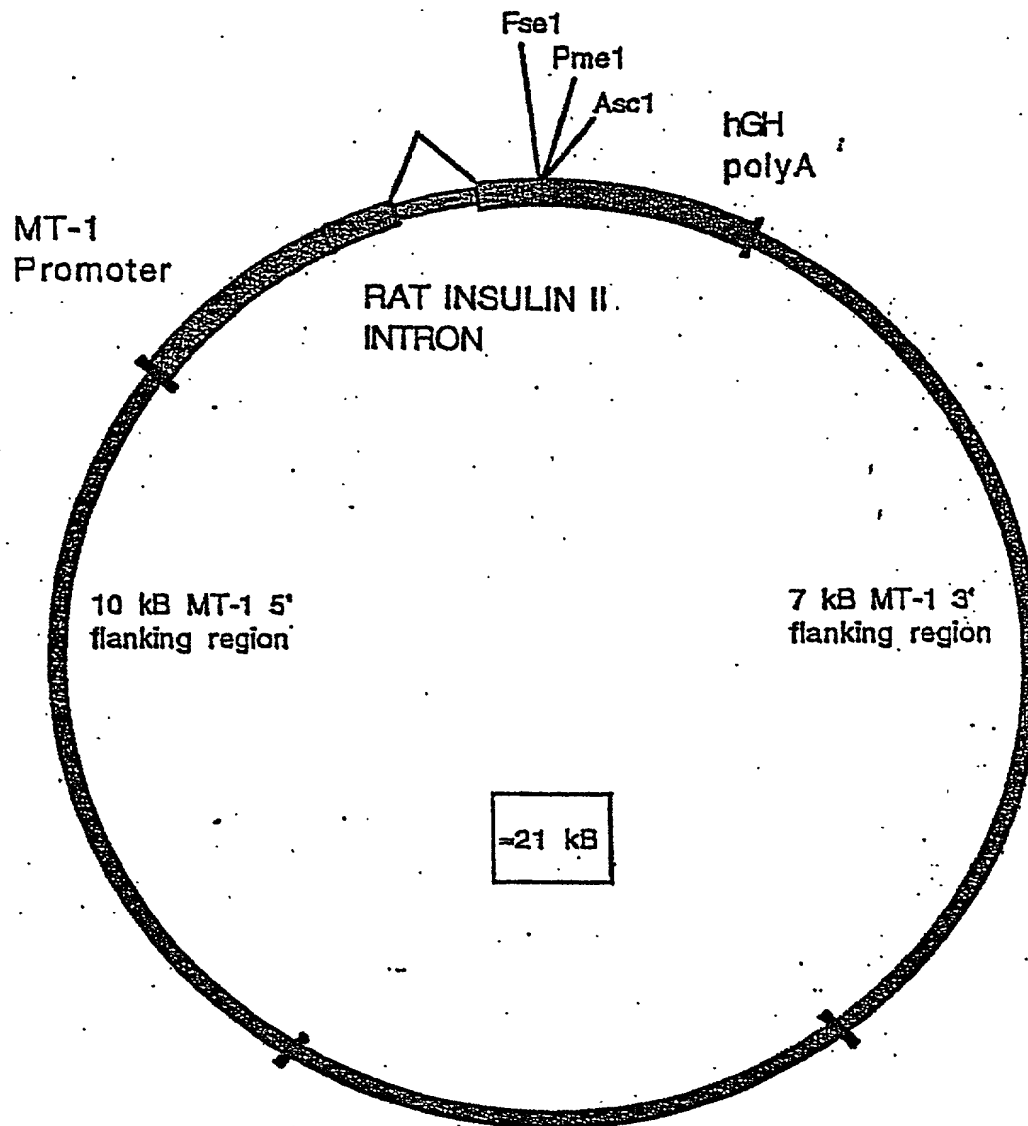 Fse1
Pme1
Asc1
hGH
polyA
MT-1
Promoter
RAT INSULIN II
INTRON
10 kB MT-1 5'
flanking region
7 kB MT-1 3'
flanking region
≈21 kB